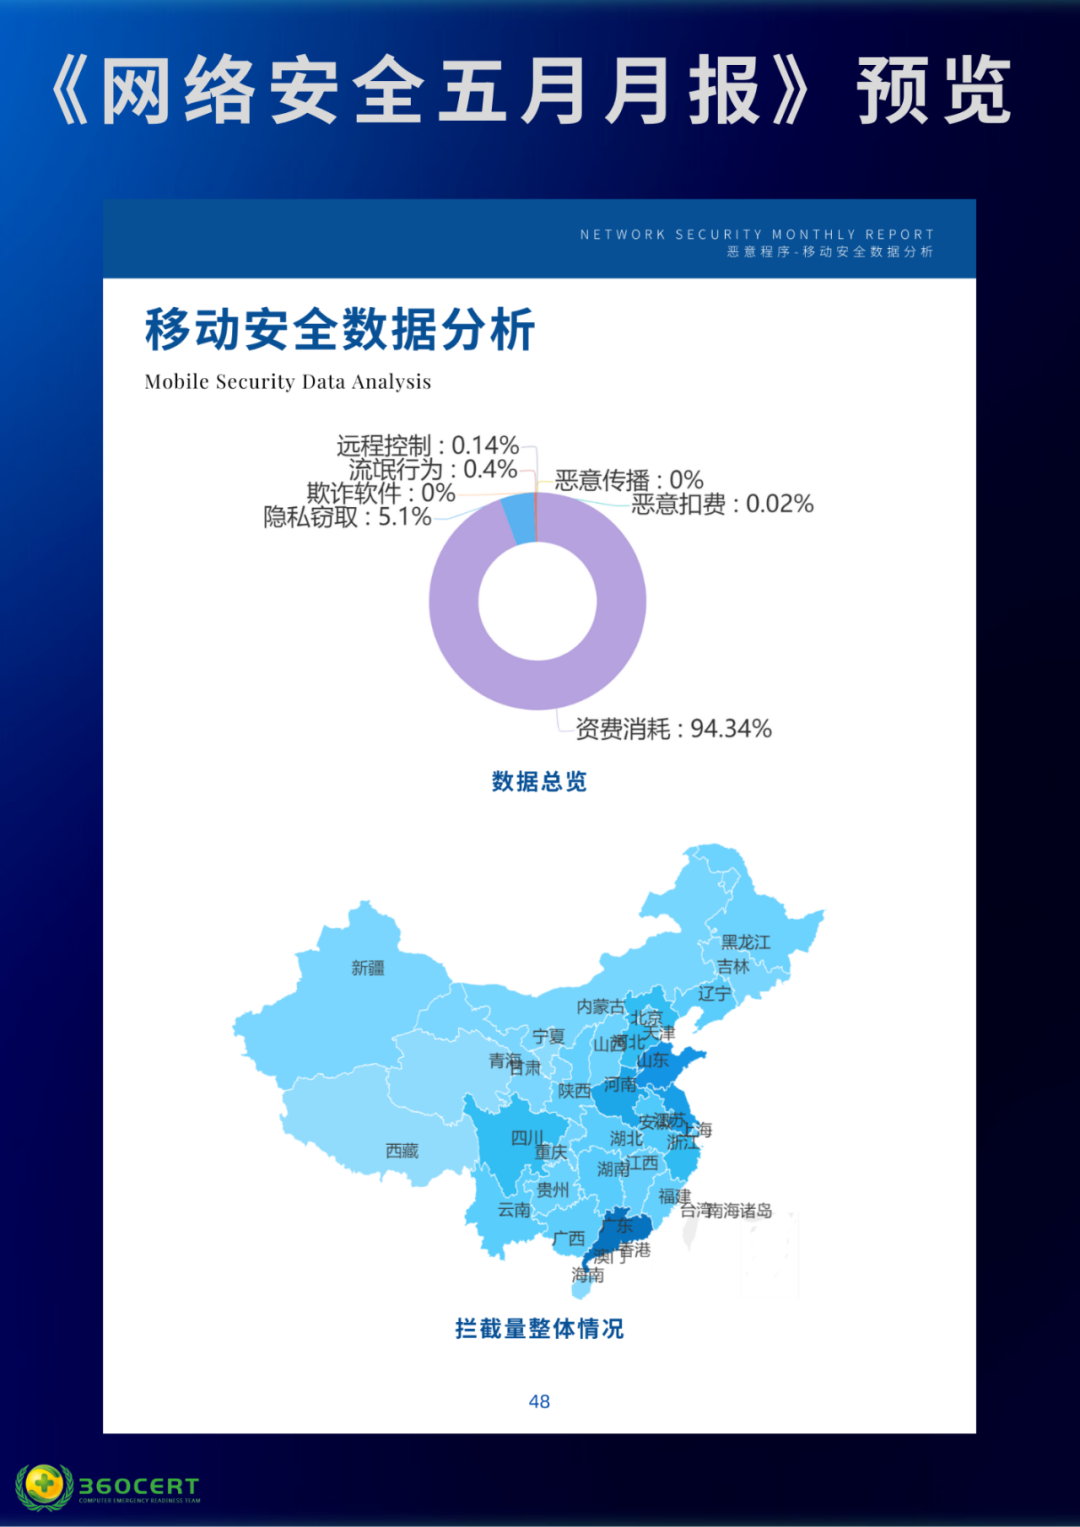 《网络安全五月月报》预览
NETWORK SECURITY MONTHLY REPORT
恶意程序-移动安全数据分析
移动安全数据分析
Mobile Security Data Analysis
远程控制 : 0.14%
流氓行为 : 0.4%
欺诈软件 : 0%
隐私窃取 : 5.1%
恶意传播 : 0%
恶意扣费 : 0.02%
资费消耗 : 94.34%
数据总览
黑龙江
吉林
辽宁
新疆
内蒙古
北京
天津
宁夏
山西
河北
青海
甘肃
山东
陕西
河南
安徽
江苏
上海
四川
湖北
浙江
重庆
西藏
湖南
江西
贵州
福建
云南
台湾
南海诸岛
广东
广西
香港
澳门
海南
拦截量整体情况
48
360CERT
COMPUTER EMERGENCY READINESS TEAM